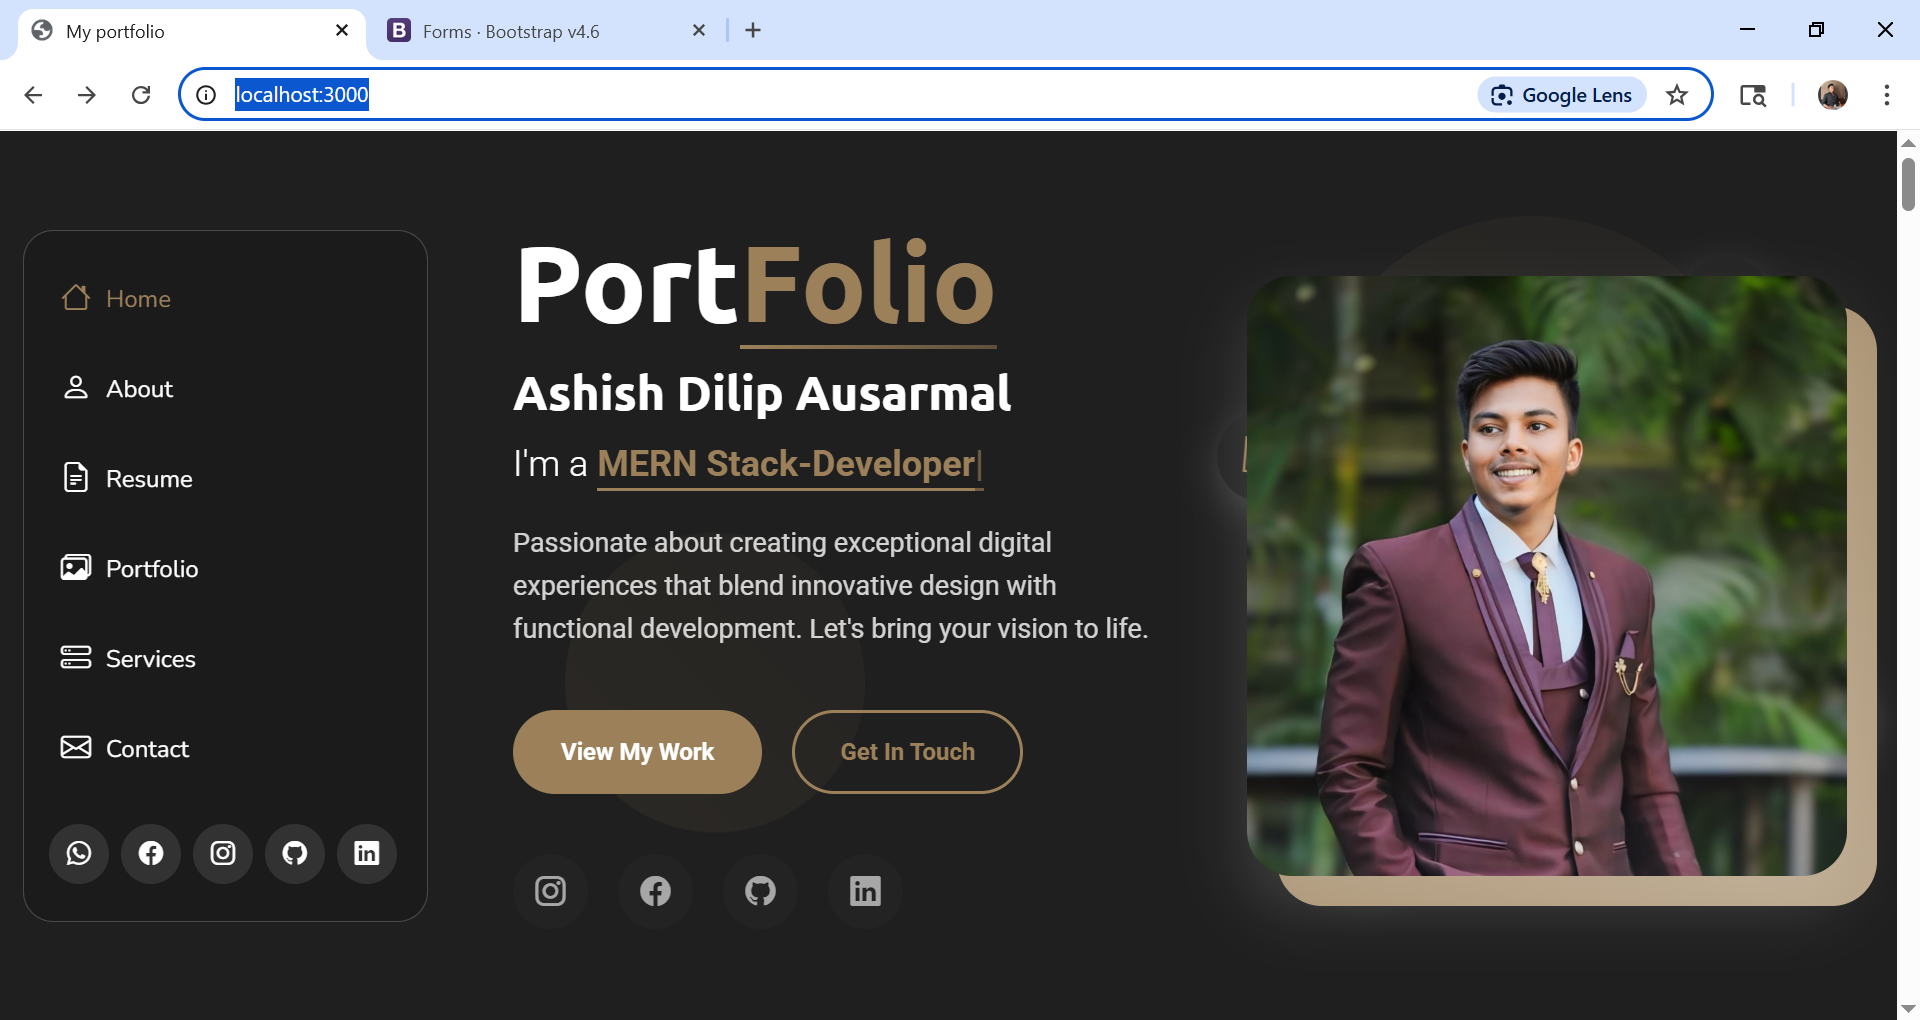 My portfolio
Forms · Bootstrap v4.6
localhost:3000
Google Lens
Home
About
Resume
Portfolio
Services
Contact
PortFolio
Ashish Dilip Ausarmal
I'm a MERN Stack-Developer|
Passionate about creating exceptional digital
experiences that blend innovative design with
functional development. Let's bring your vision to life.
View My Work
Get In Touch